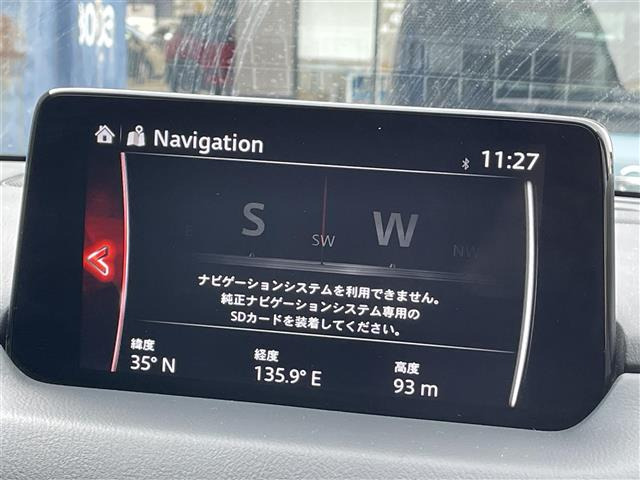 Navigation
11:27
E S SW W NW
ナビゲーションシステムを利用できません。
純正ナビゲーションシステム専用の
SDカードを装着してください。
緯度 経度 高度
35° N 135.9° E 93 m